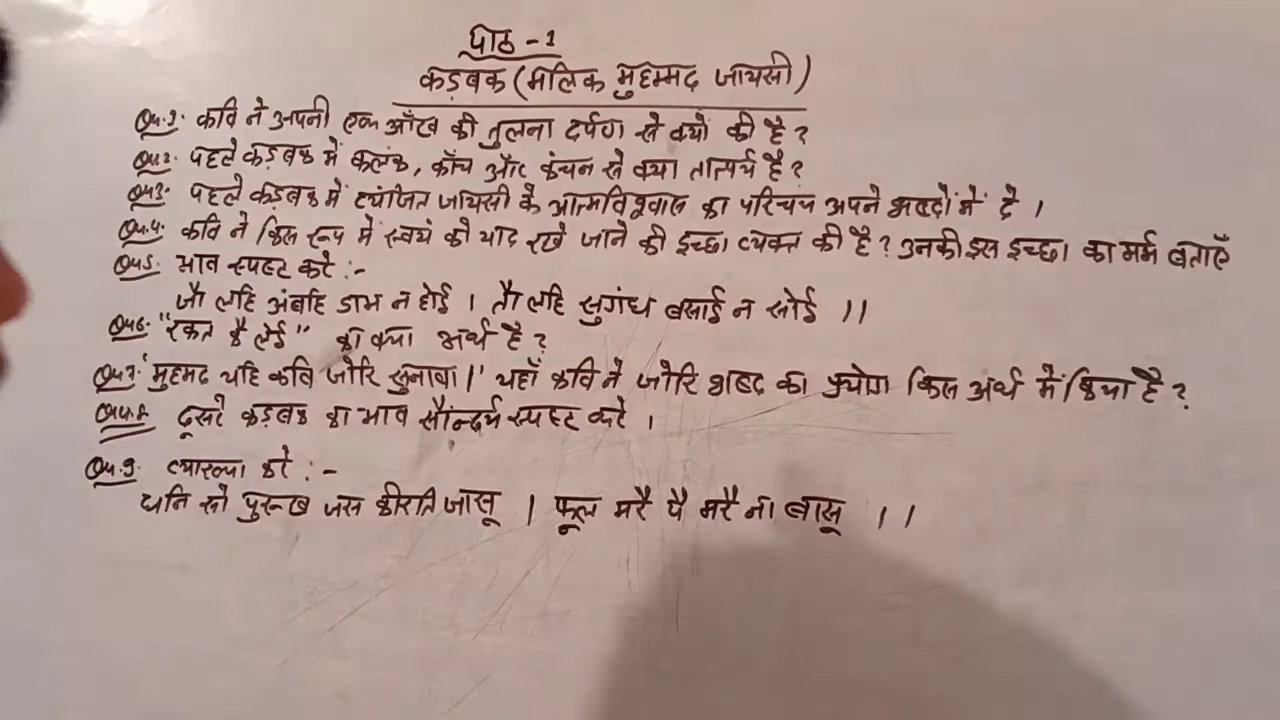 पाठ - 1
कड़बक (मलिक मुहम्मद जायसी)
Qu.1. कवि ने अपनी एक आँख की तुलना दर्पण से क्यों की है ?
Qu.2. पहले कड़बक में कलंक, काँच और कंचन से क्या तात्पर्य है ?
Qu.3. पहले कड़बक में व्यंजित जायसी के आत्मविश्वास का परिचय अपने शब्दों में दे ।
Qu.4. कवि ने किस रूप में स्वयं को याद रखे जाने की इच्छा व्यक्त की है ? उनकी इस इच्छा का मर्म बताएँ
Qu.5. भाव स्पष्ट करे :-
जौ लहि अंबहि डाभ न होई । तौ लहि सुगंध बसाई न सोई ।।
Qu.6. "रकत कै लेई" का क्या अर्थ है ?
Qu.7. 'मुहमद यहि कवि जोरि सुनावा ।' यहाँ कवि ने जोरि शब्द का प्रयोग किस अर्थ में किया है ?
Qu.8. दूसरे कड़बक का भाव सौन्दर्य स्पष्ट करे ।
Qu.9. व्याख्या करे :-
धनि सो पुरुख जस कीरति जासू । फूल मरै पै मरै न बासू ।।